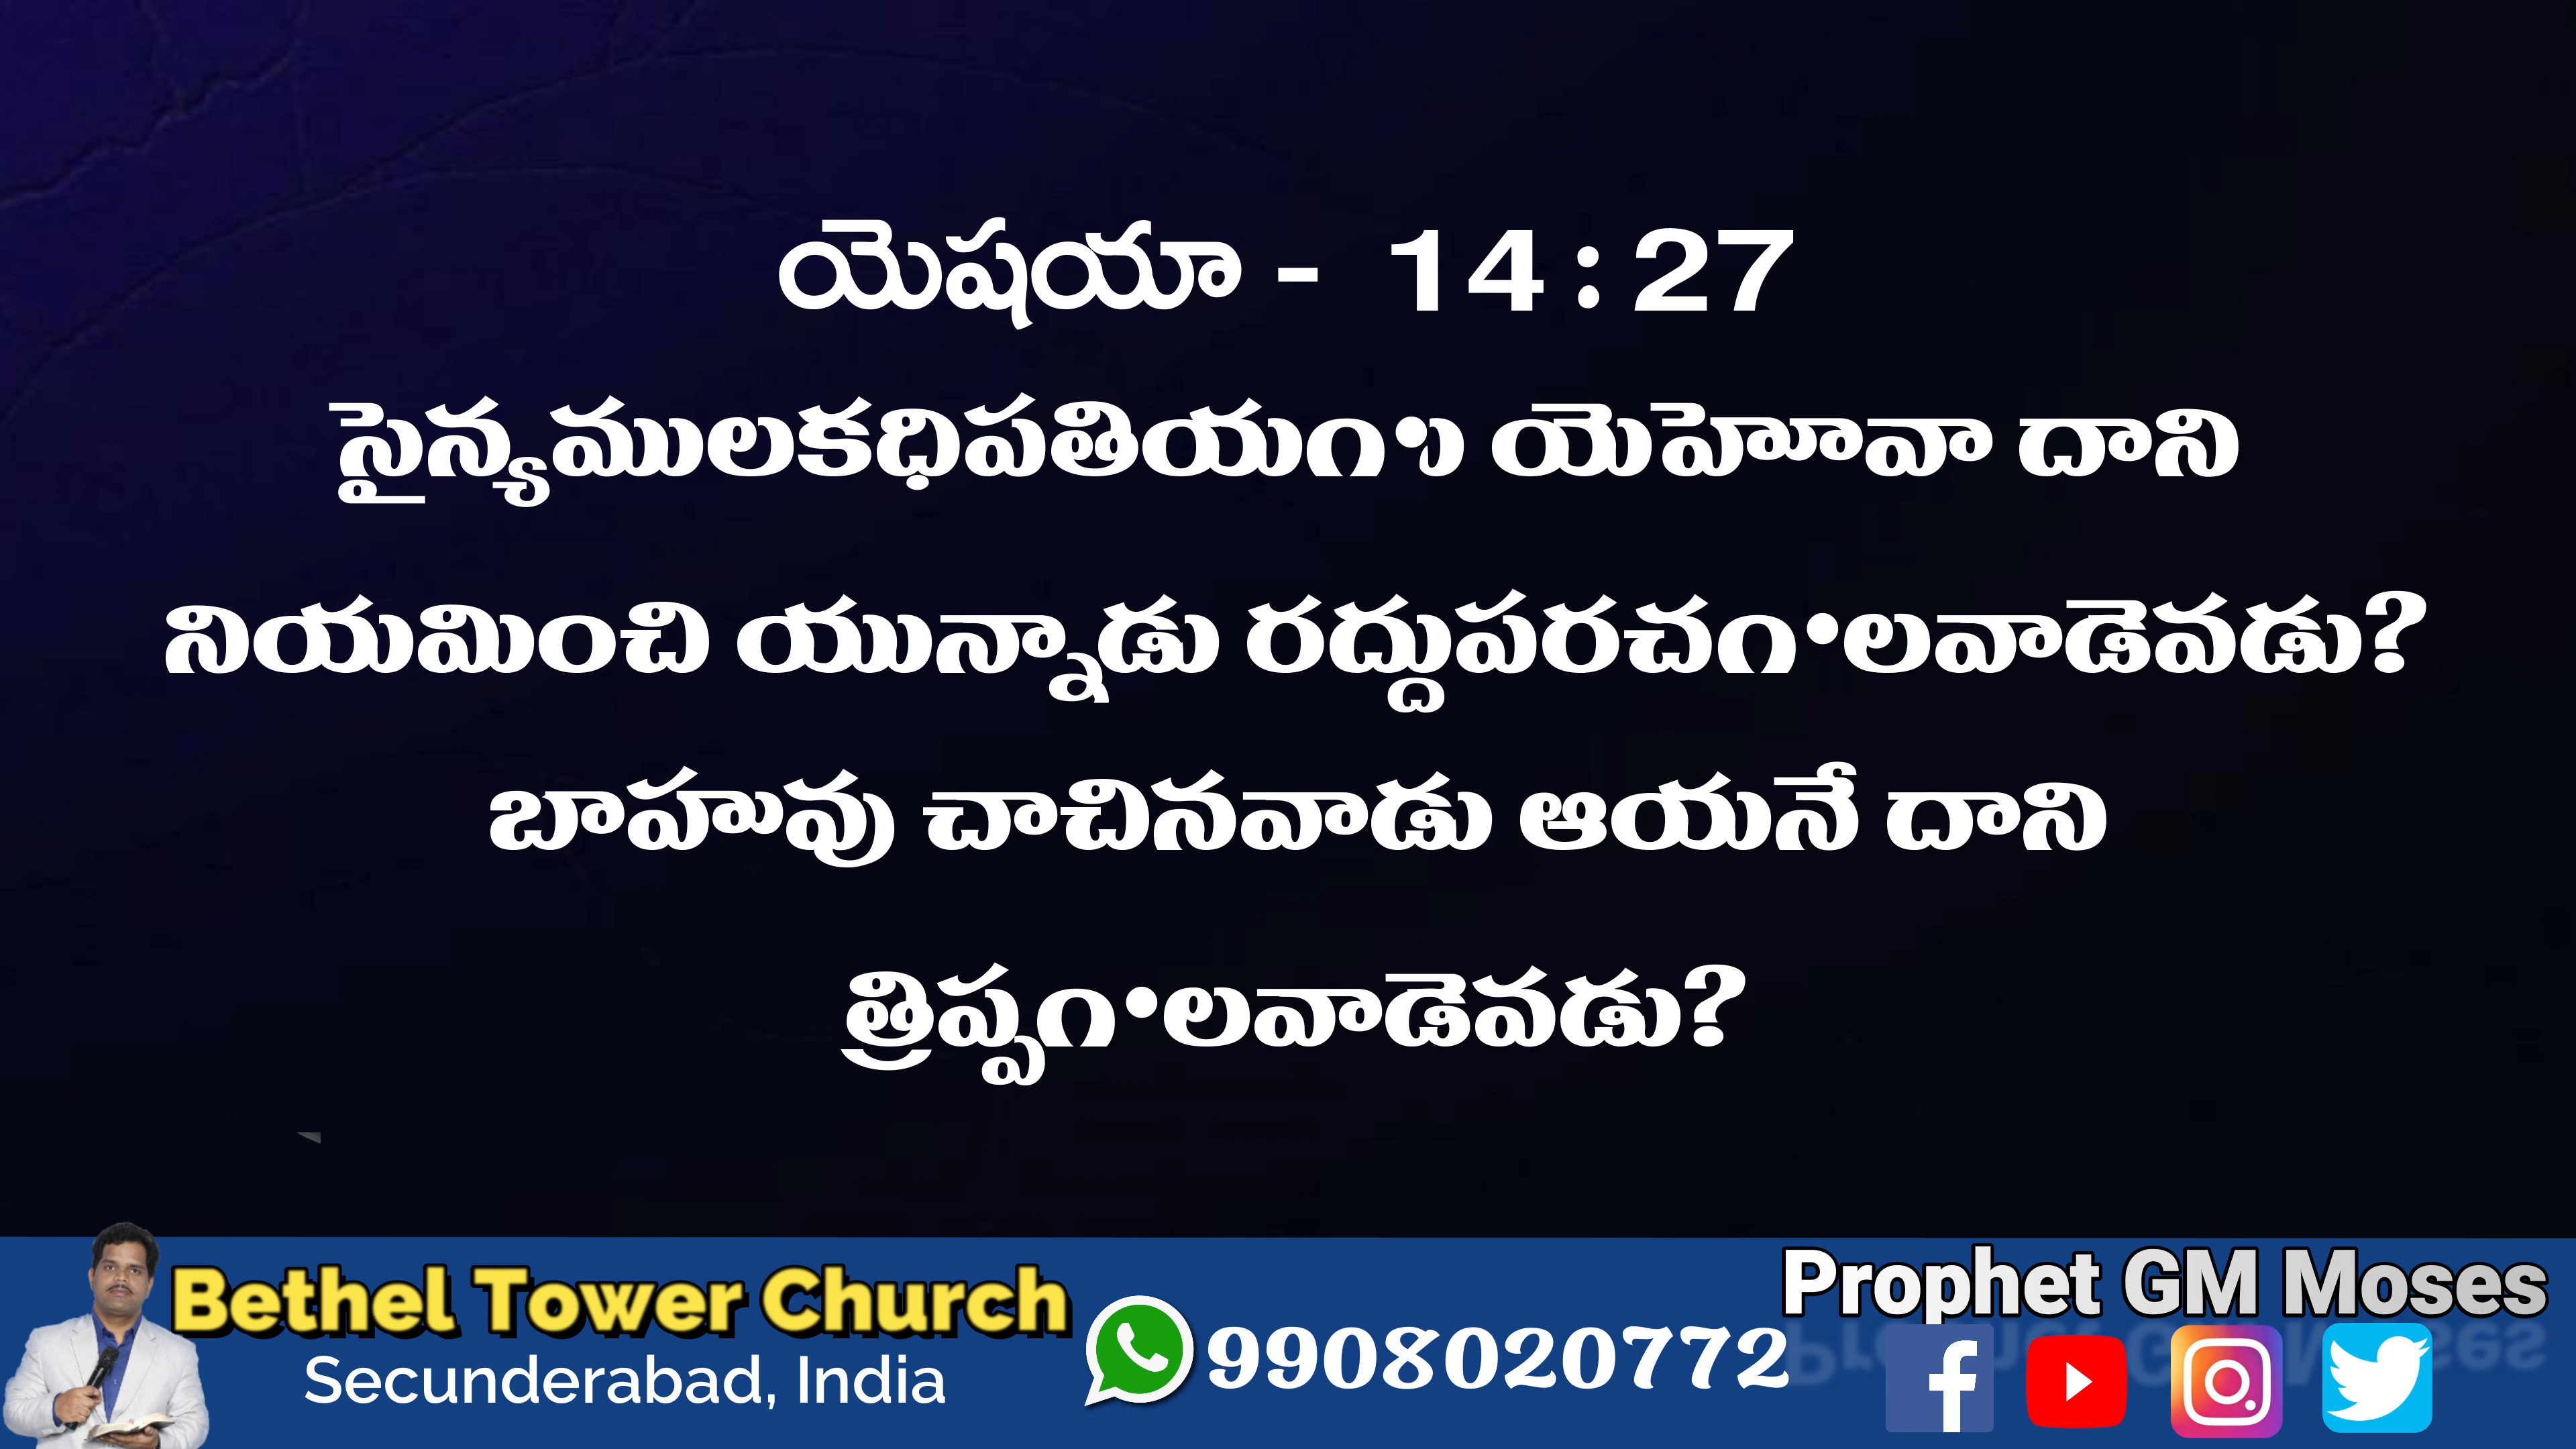 యెషయా - 14 : 27
సైన్యములకధిపతియగు యెహోవా దాని
నియమించి యున్నాడు రద్దుపరచగలవాడెవడు?
బాహువు చాచినవాడు ఆయనే దాని
త్రిప్పగలవాడెవడు?
Bethel Tower Church
Secunderabad, India
9908020772
Prophet GM Moses